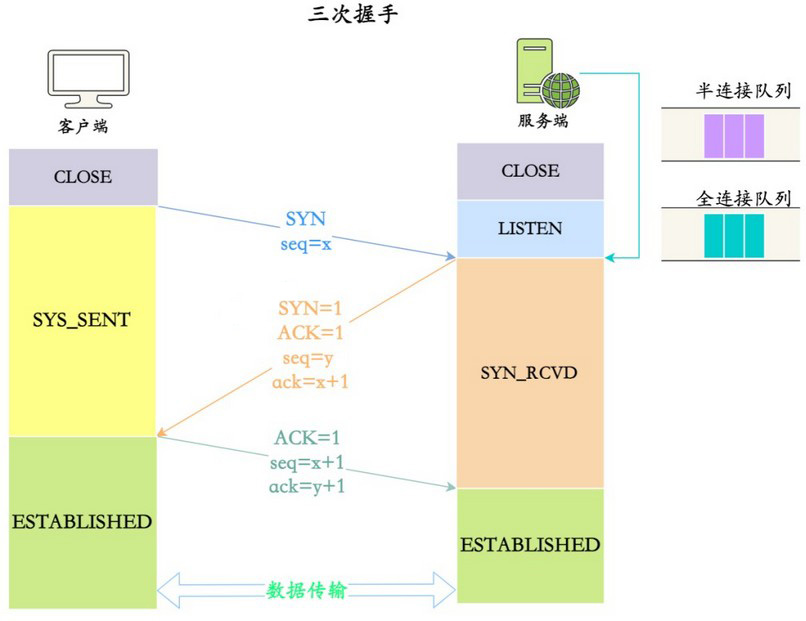 三次握手
客户端
服务端
半连接队列
全连接队列
CLOSE
CLOSE
LISTEN
SYN
seq=x
SYS_SENT
SYN=1
ACK=1
seq=y
ack=x+1
SYN_RCVD
ACK=1
seq=x+1
ack=y+1
ESTABLISHED
ESTABLISHED
数据传输